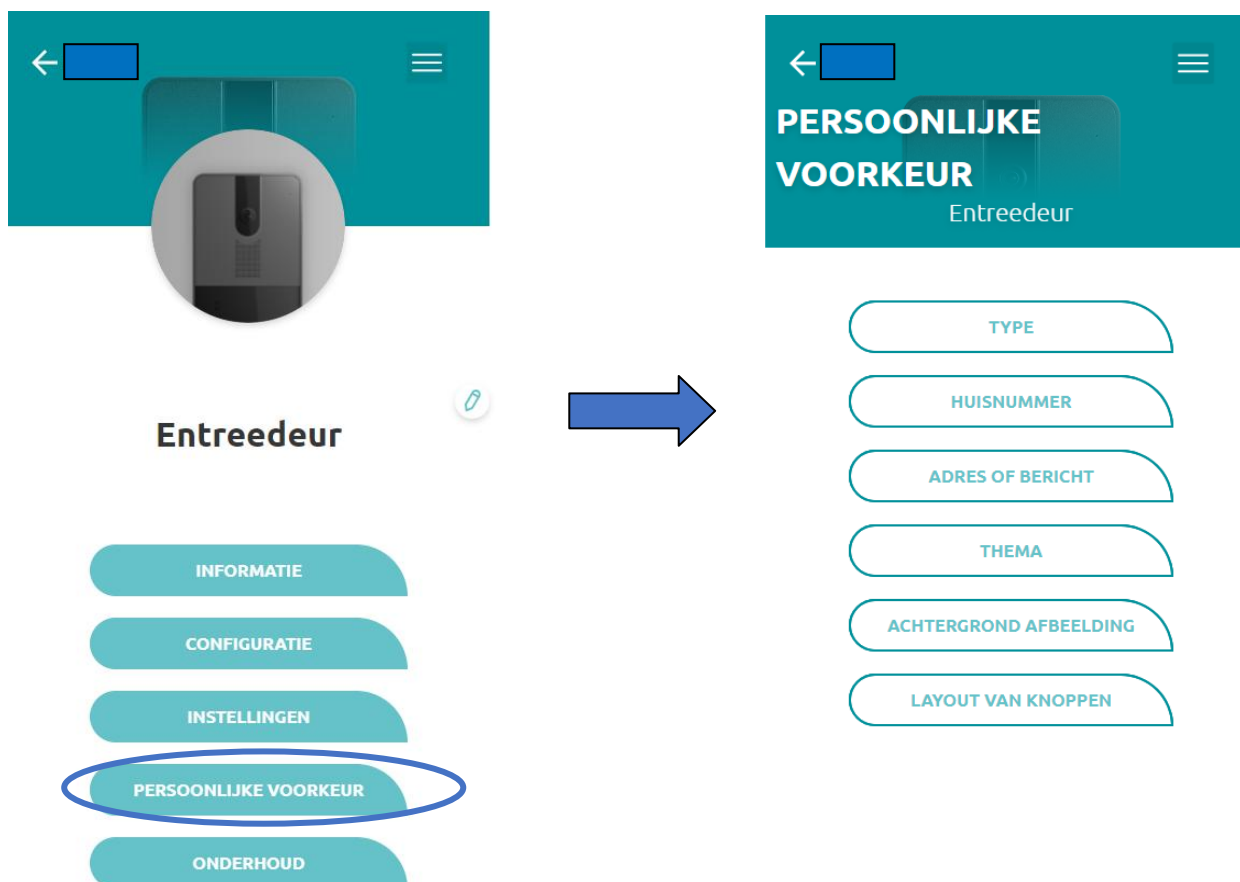 Entreedeur
INFORMATIE
CONFIGURATIE
INSTELLINGEN
PERSOONLIJKE VOORKEUR
ONDERHOUD
PERSOONLIJKE
VOORKEUR
Entreedeur
TYPE
HUISNUMMER
ADRES OF BERICHT
THEMA
ACHTERGROND AFBEELDING
LAYOUT VAN KNOPPEN